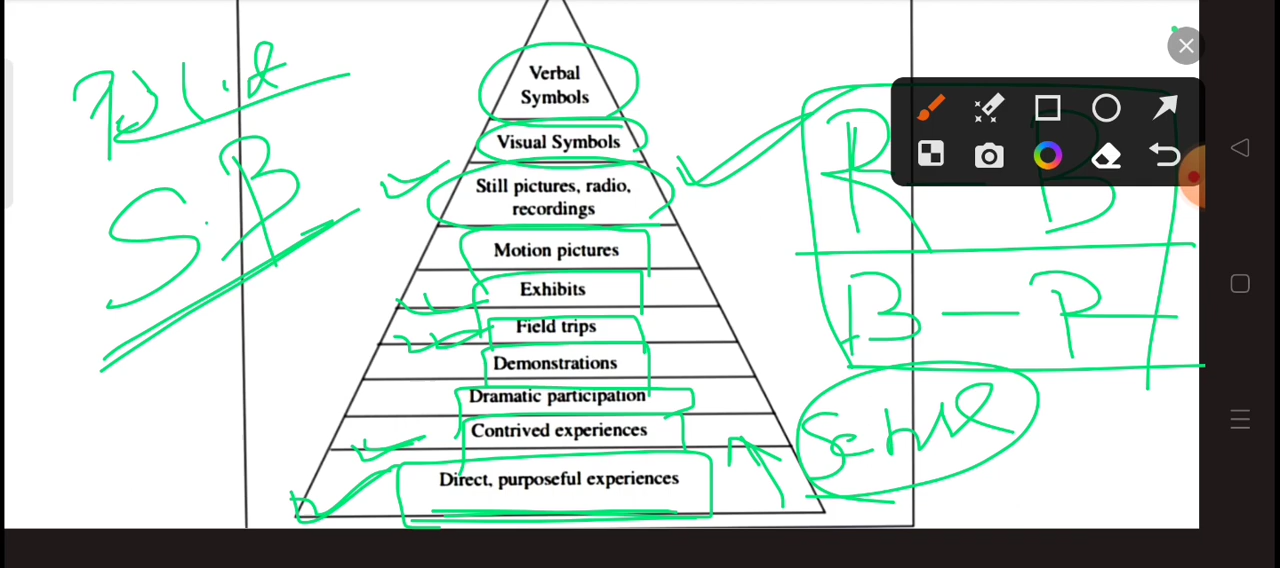 Verbal
Symbols
Visual Symbols
Still pictures, radio,
recordings
Motion pictures
Exhibits
Field trips
Demonstrations
Dramatic participation
Contrived experiences
Direct, purposeful experiences
S.B
R B
B — R